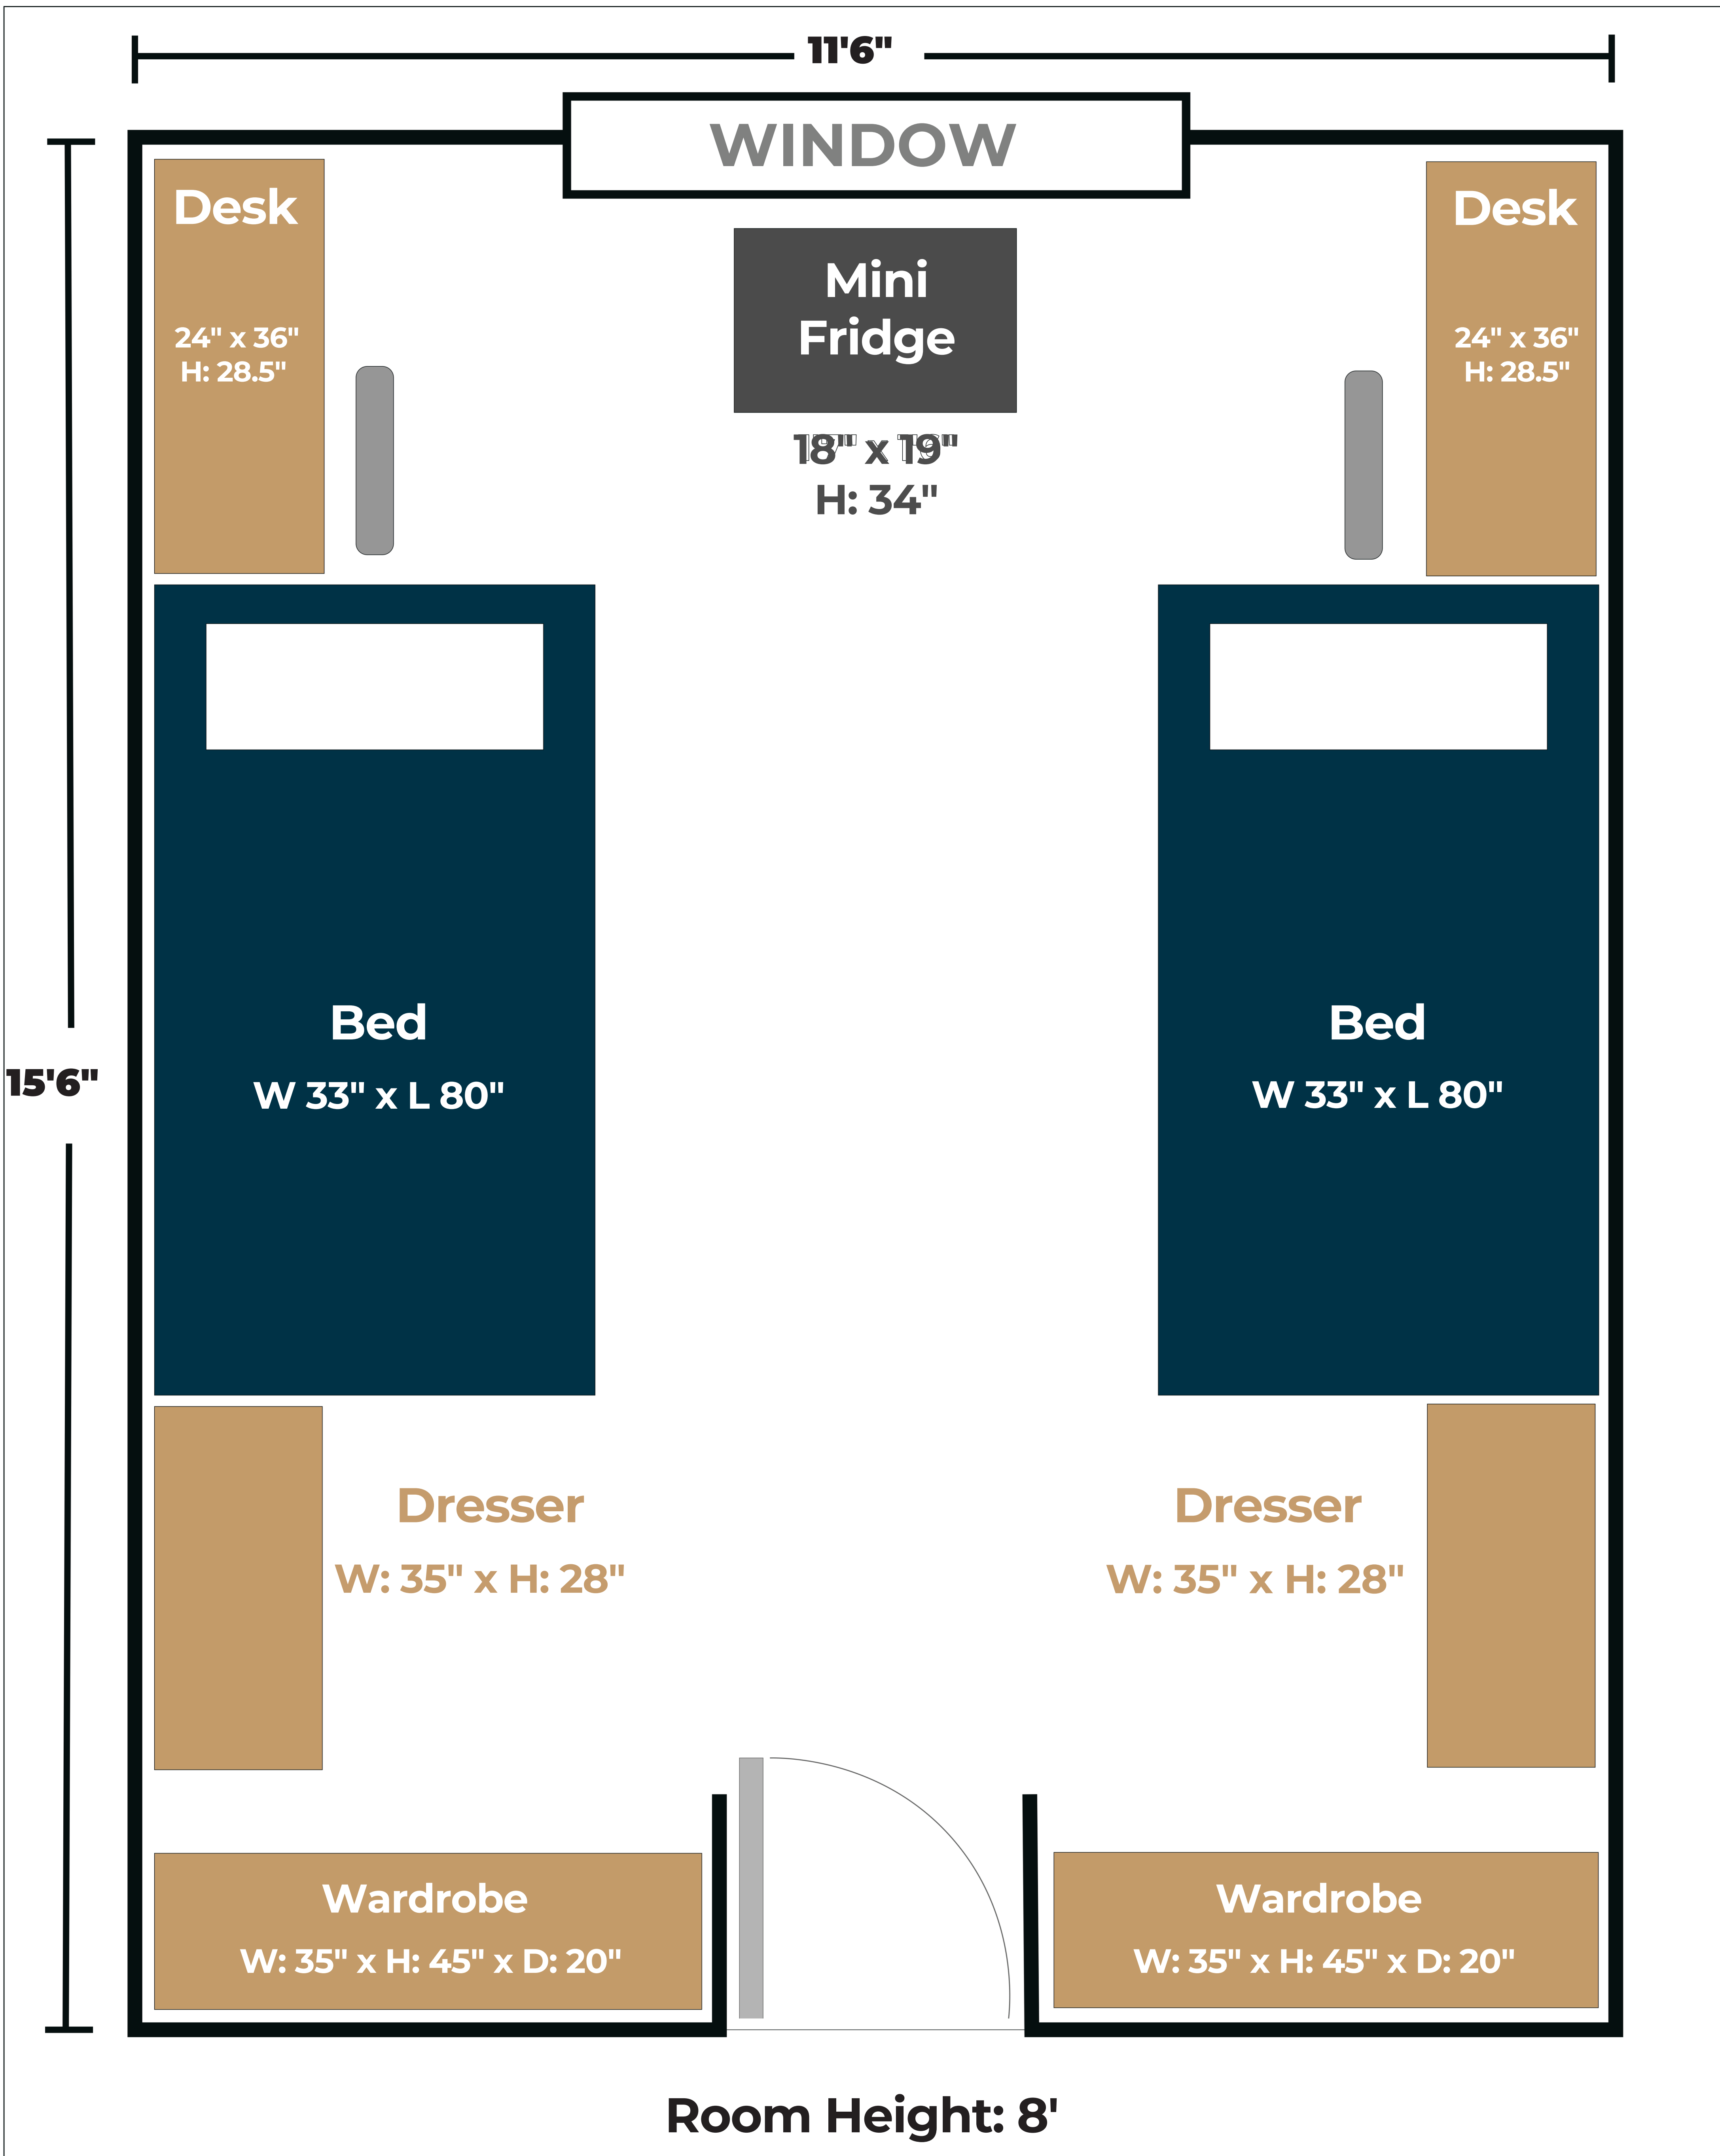 11'6"
WINDOW
Desk
24" x 36"
H: 28.5"
Mini
Fridge
18" x 19"
H: 34"
Desk
24" x 36"
H: 28.5"
15'6"
Bed
W 33" x L 80"
Bed
W 33" x L 80"
Dresser
W: 35" x H: 28"
Dresser
W: 35" x H: 28"
Wardrobe
W: 35" x H: 45" x D: 20"
Wardrobe
W: 35" x H: 45" x D: 20"
Room Height: 8'